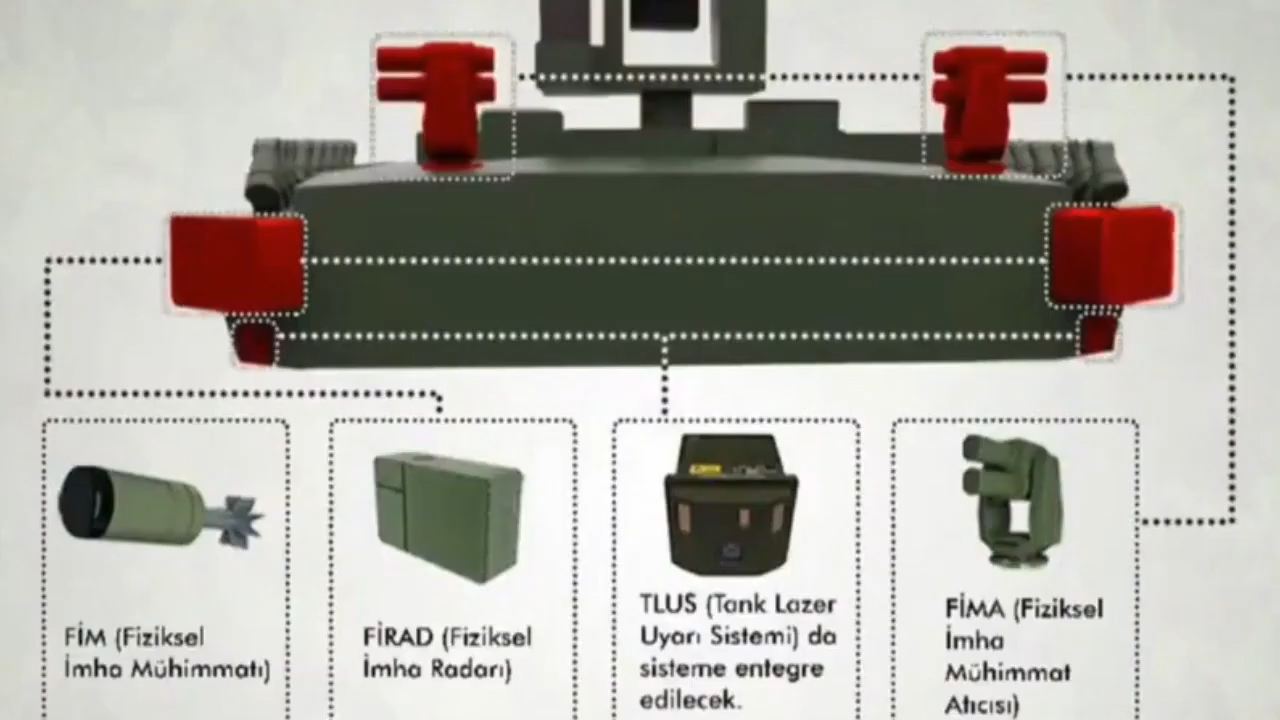 FİM (Fiziksel
İmha Mühimmatı)
FİRAD (Fiziksel
İmha Radarı)
TLUS (Tank Lazer
Uyarı Sistemi) da
sisteme entegre
edilecek.
FİMA (Fiziksel
İmha
Mühimmat
Atıcısı)